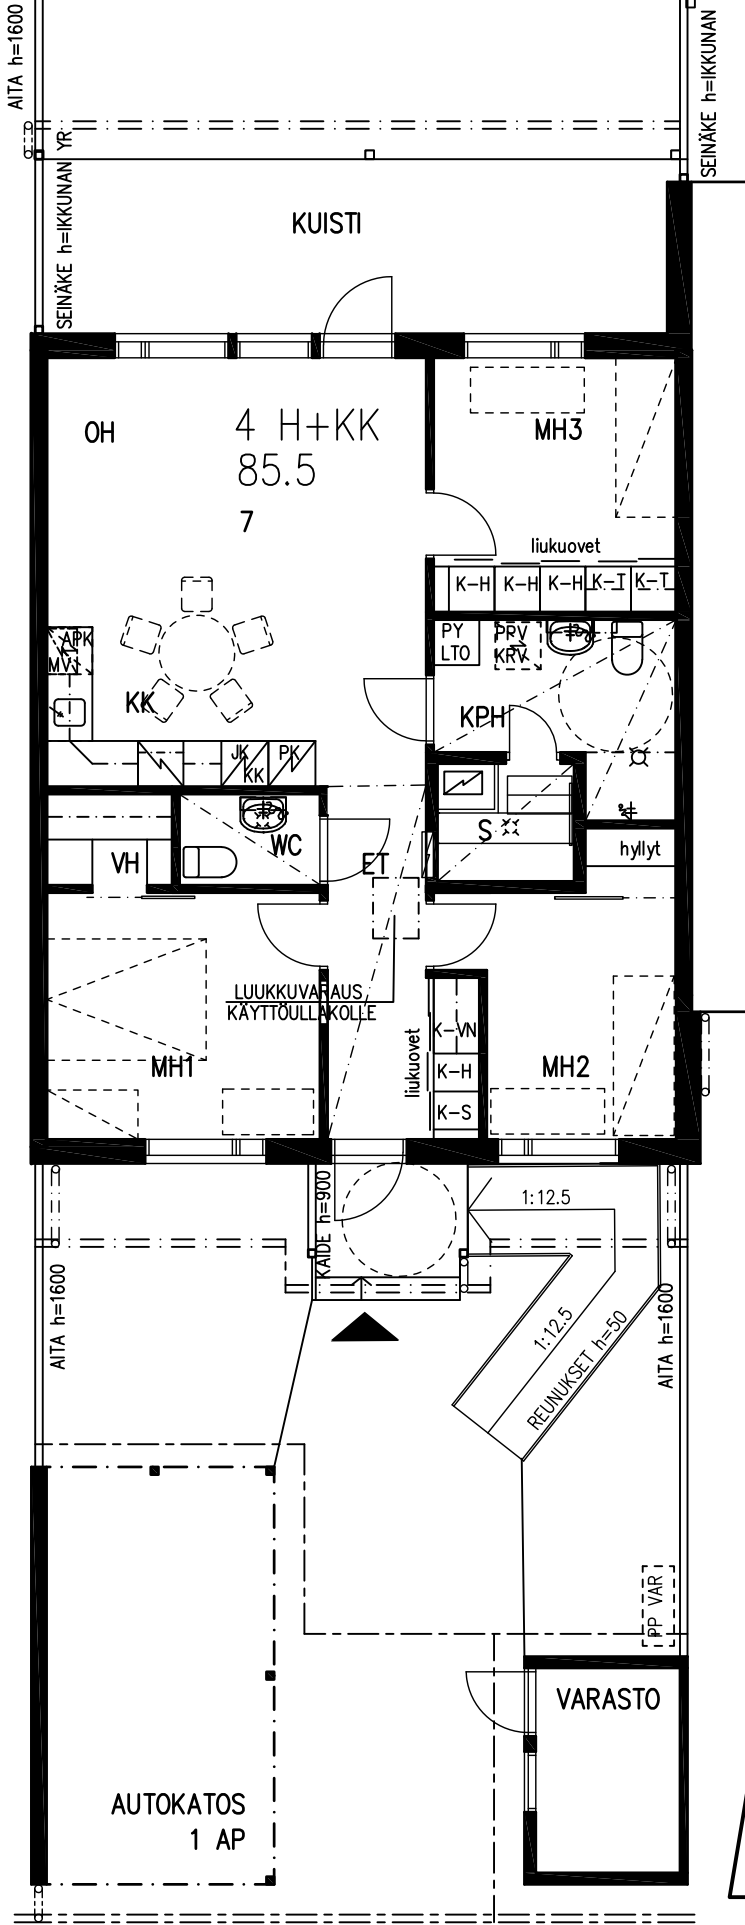 AITA h=1600
SEINÄKE h=IKKUNAN
SEINÄKE h=IKKUNAN YR
KUISTI
OH
4 H+KK
85.5
7
MH3
liukuovet
K-H
K-H
K-H
K-T
K-T
APK
MV
KK
PY
LTO
PRV
KRV
KPH
JK
KK
PK
WC
VH
ET
S
hyllyt
LUUKKUVARAUS
KÄYTTÖULLAKOLLE
liukuovet
K-VN
K-H
K-S
MH1
MH2
KAIDE h=900
1:12.5
1:12.5
REUNUKSET h=50
AITA h=1600
AITA h=1600
PP VAR
VARASTO
AUTOKATOS
1 AP